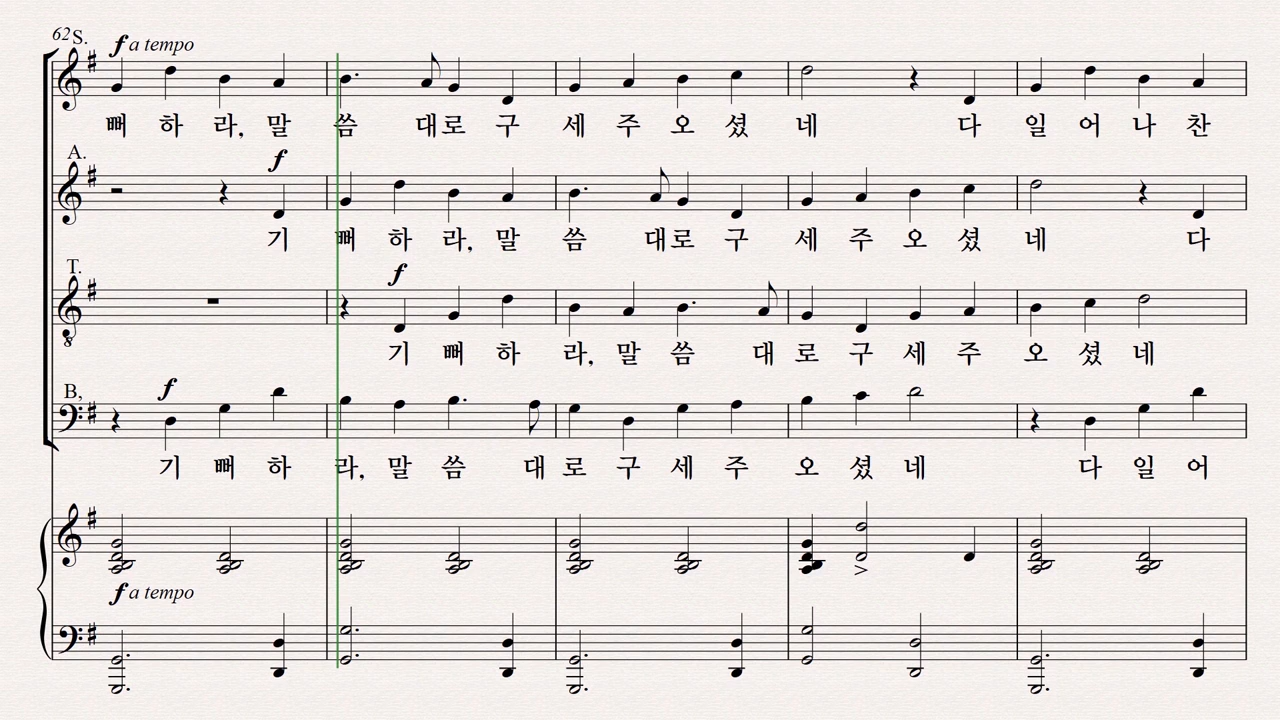 62 S. f a tempo
뻐 하 라, 말 씀 대로 구 세 주 오 셨 네 다 일 어 나 찬
A. f
기 뻐 하 라, 말 씀 대로 구 세 주 오 셨 네 다
T. f
기 뻐 하 라, 말 씀 대 로 구 세 주 오 셨 네
8
B, f
기 뻐 하 라, 말 씀 대 로 구 세 주 오 셨 네 다 일 어
f a tempo